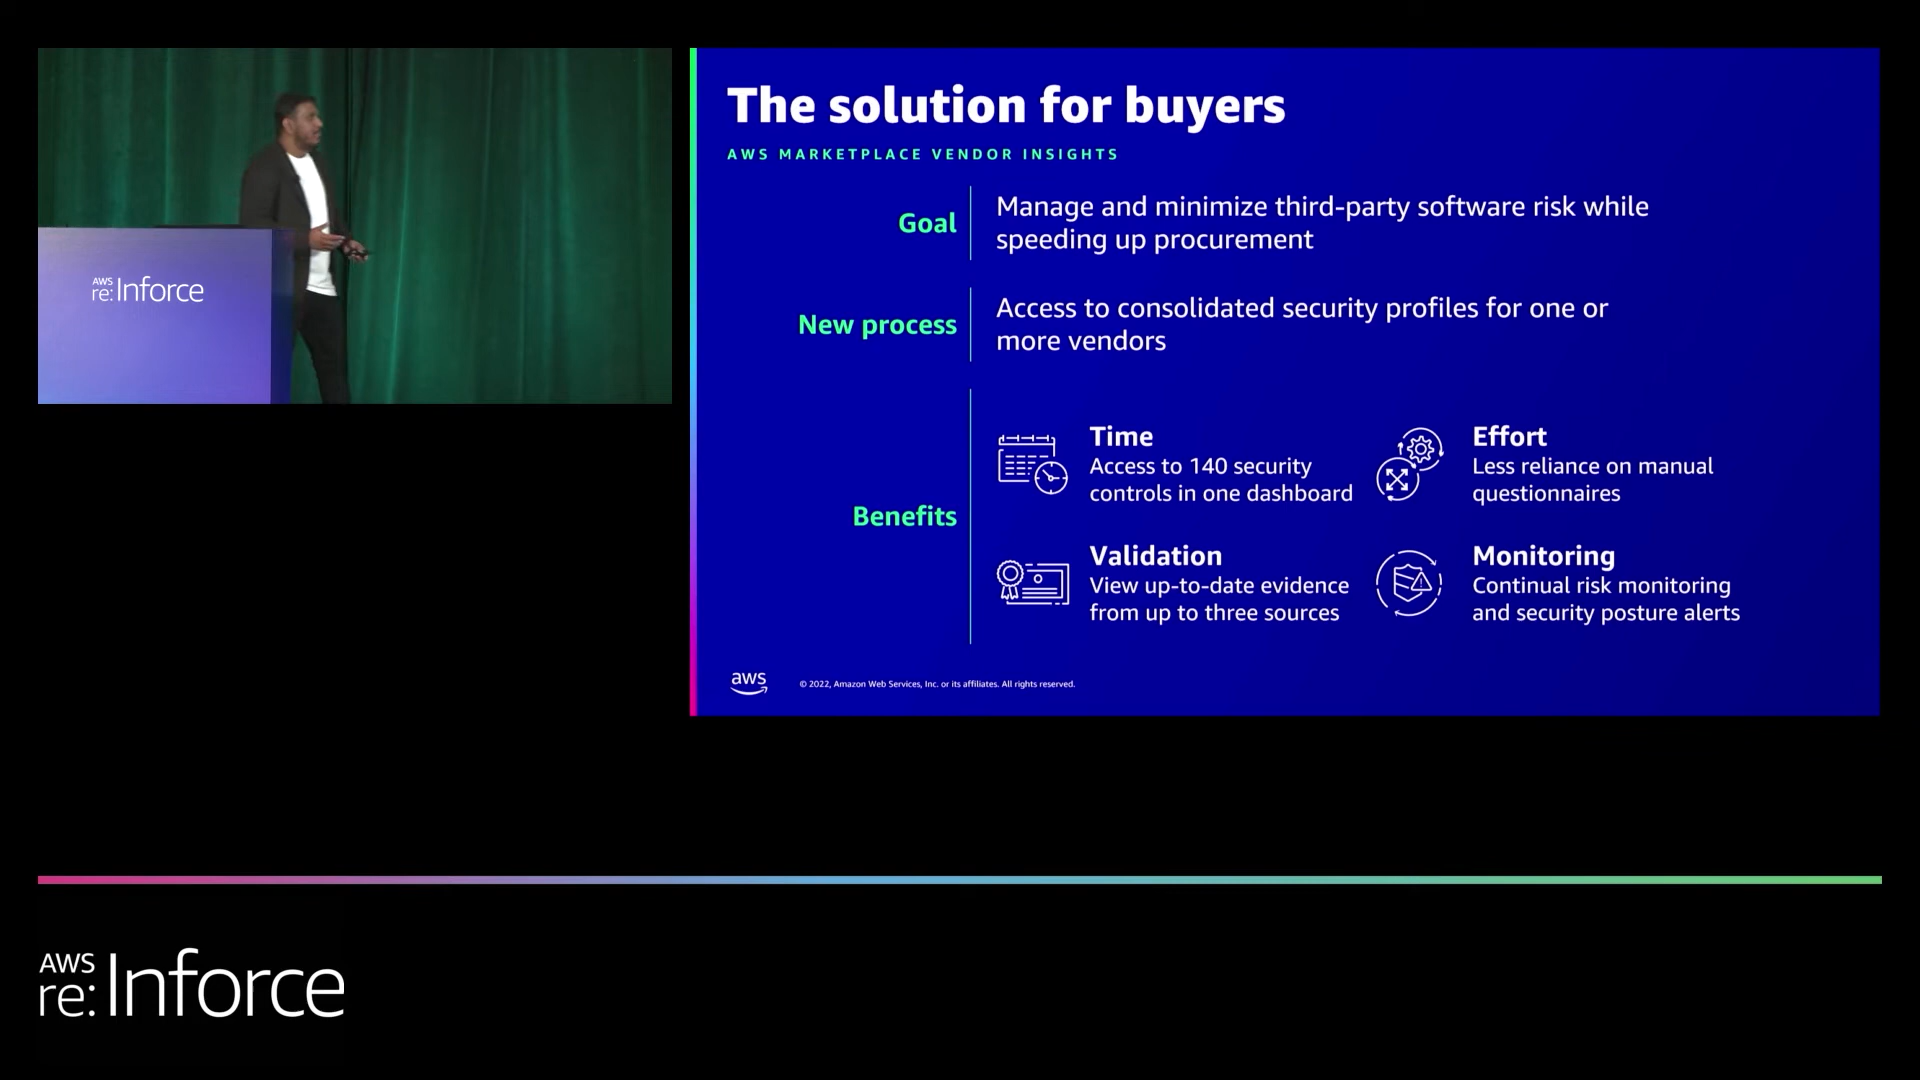 AWS
re:Inforce
The solution for buyers
AWS MARKETPLACE VENDOR INSIGHTS
Goal
Manage and minimize third-party software risk while
speeding up procurement
New process
Access to consolidated security profiles for one or
more vendors
Benefits
Time
Access to 140 security
controls in one dashboard
Effort
Less reliance on manual
questionnaires
Validation
View up-to-date evidence
from up to three sources
Monitoring
Continual risk monitoring
and security posture alerts
aws
© 2022, Amazon Web Services, Inc. or its affiliates. All rights reserved.
AWS
re:Inforce